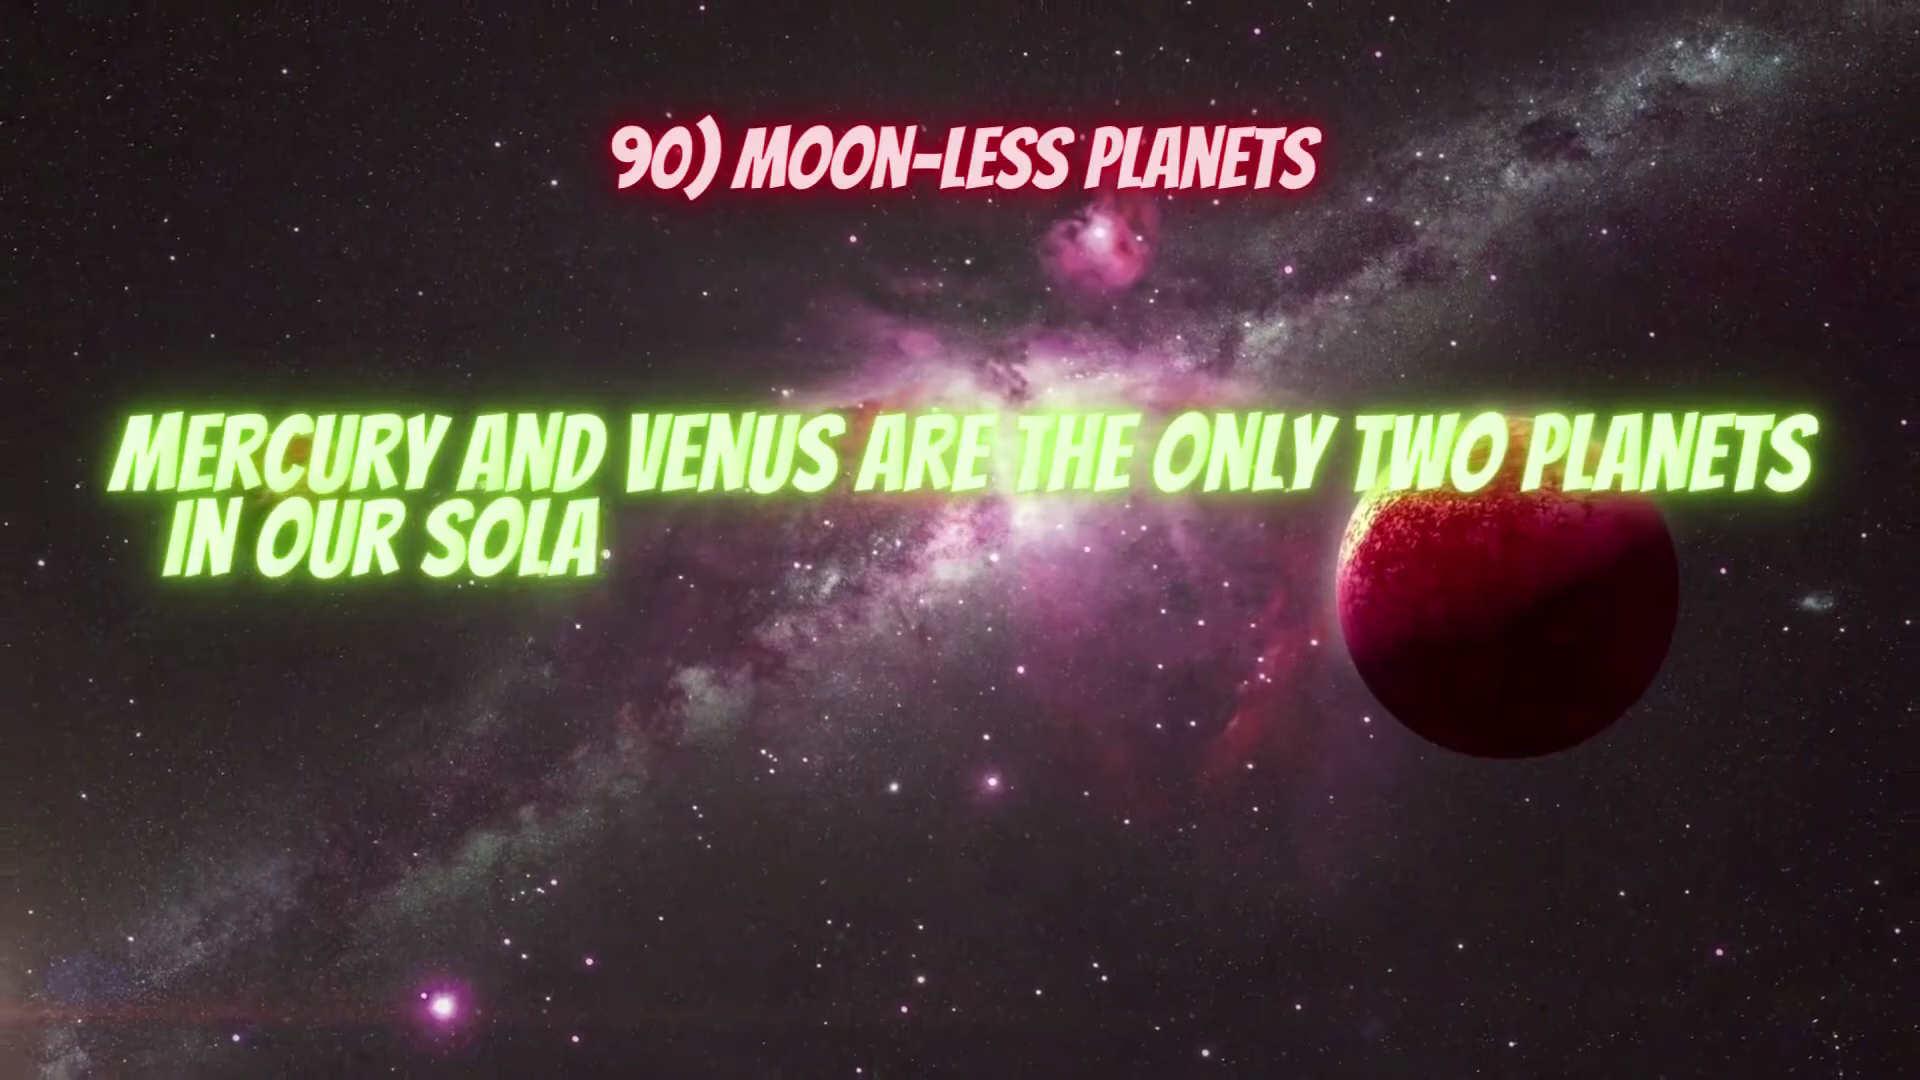 90) MOON-LESS PLANETS
MERCURY AND VENUS ARE THE ONLY TWO PLANETS
IN OUR SOLA